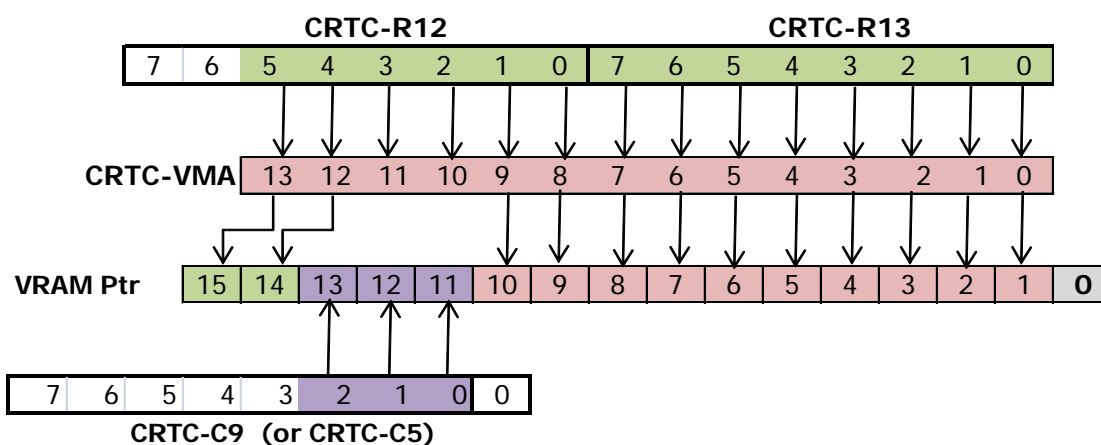 CRTC-R12 CRTC-R13
7 6 5 4 3 2 1 0 7 6 5 4 3 2 1 0
CRTC-VMA 13 12 11 10 9 8 7 6 5 4 3 2 1 0
VRAM Ptr 15 14 13 12 11 10 9 8 7 6 5 4 3 2 1 0
7 6 5 4 3 2 1 0 0
CRTC-C9 (or CRTC-C5)